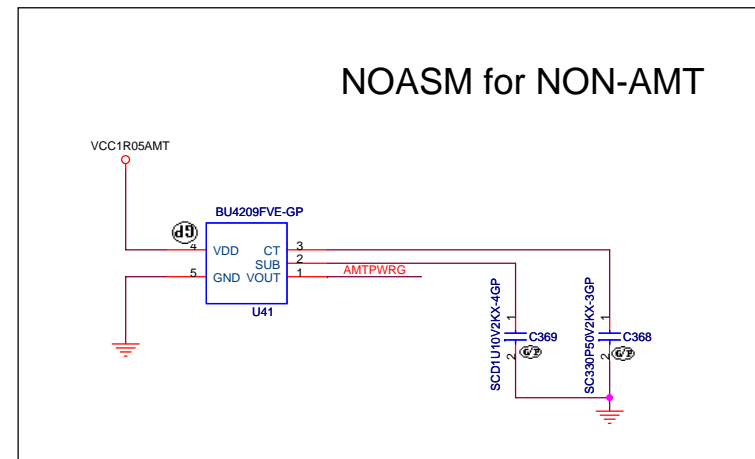 NOASM for NON-AMT
VCC1R05AMT
BU4209FVE-GP
GP
4 VDD CT 3
SUB 2
5 GND VOUT 1 AMTPWRG
U41
SCD1U10V2KX-4GP
1
C369
2 G/P
SC330P50V2KX-3GP
1
C368
2 G/P